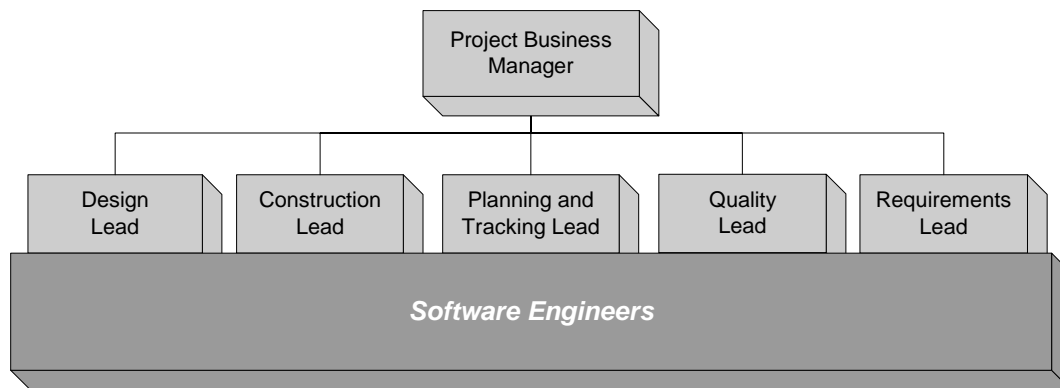 Project Business
Manager
Design
Lead
Construction
Lead
Planning and
Tracking Lead
Quality
Lead
Requirements
Lead
Software Engineers